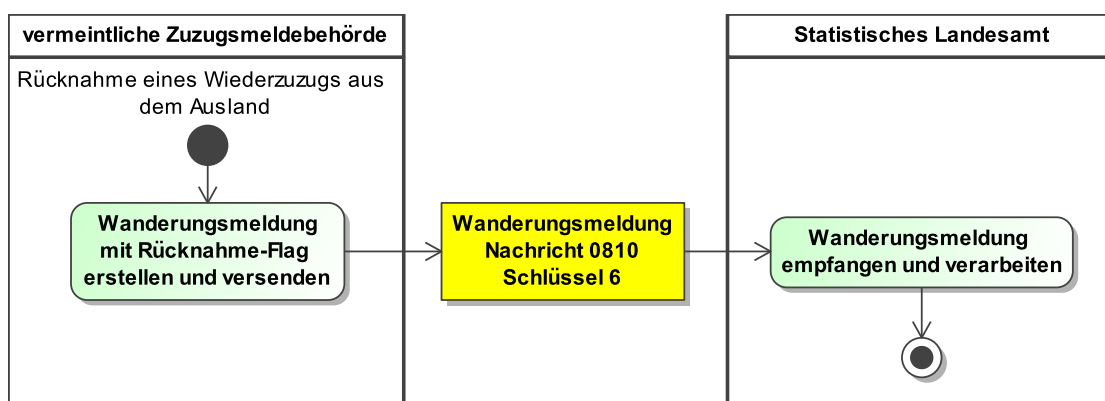 vermeintliche Zuzugsmeldebehörde
Rücknahme eines Wiederzuzugs aus
dem Ausland
Wanderungsmeldung
mit Rücknahme-Flag
erstellen und versenden
Wanderungsmeldung
Nachricht 0810
Schlüssel 6
Statistisches Landesamt
Wanderungsmeldung
empfangen und verarbeiten